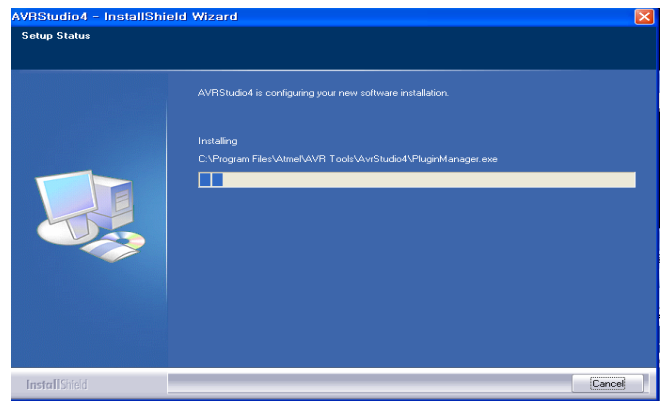 AVRStudio4 - InstallShield Wizard
Setup Status
AVRStudio4 is configuring your new software installation.
Installing
C:\Program Files\Atmel\AVR Tools\AvrStudio4\PluginManager.exe
InstallShield
Cancel